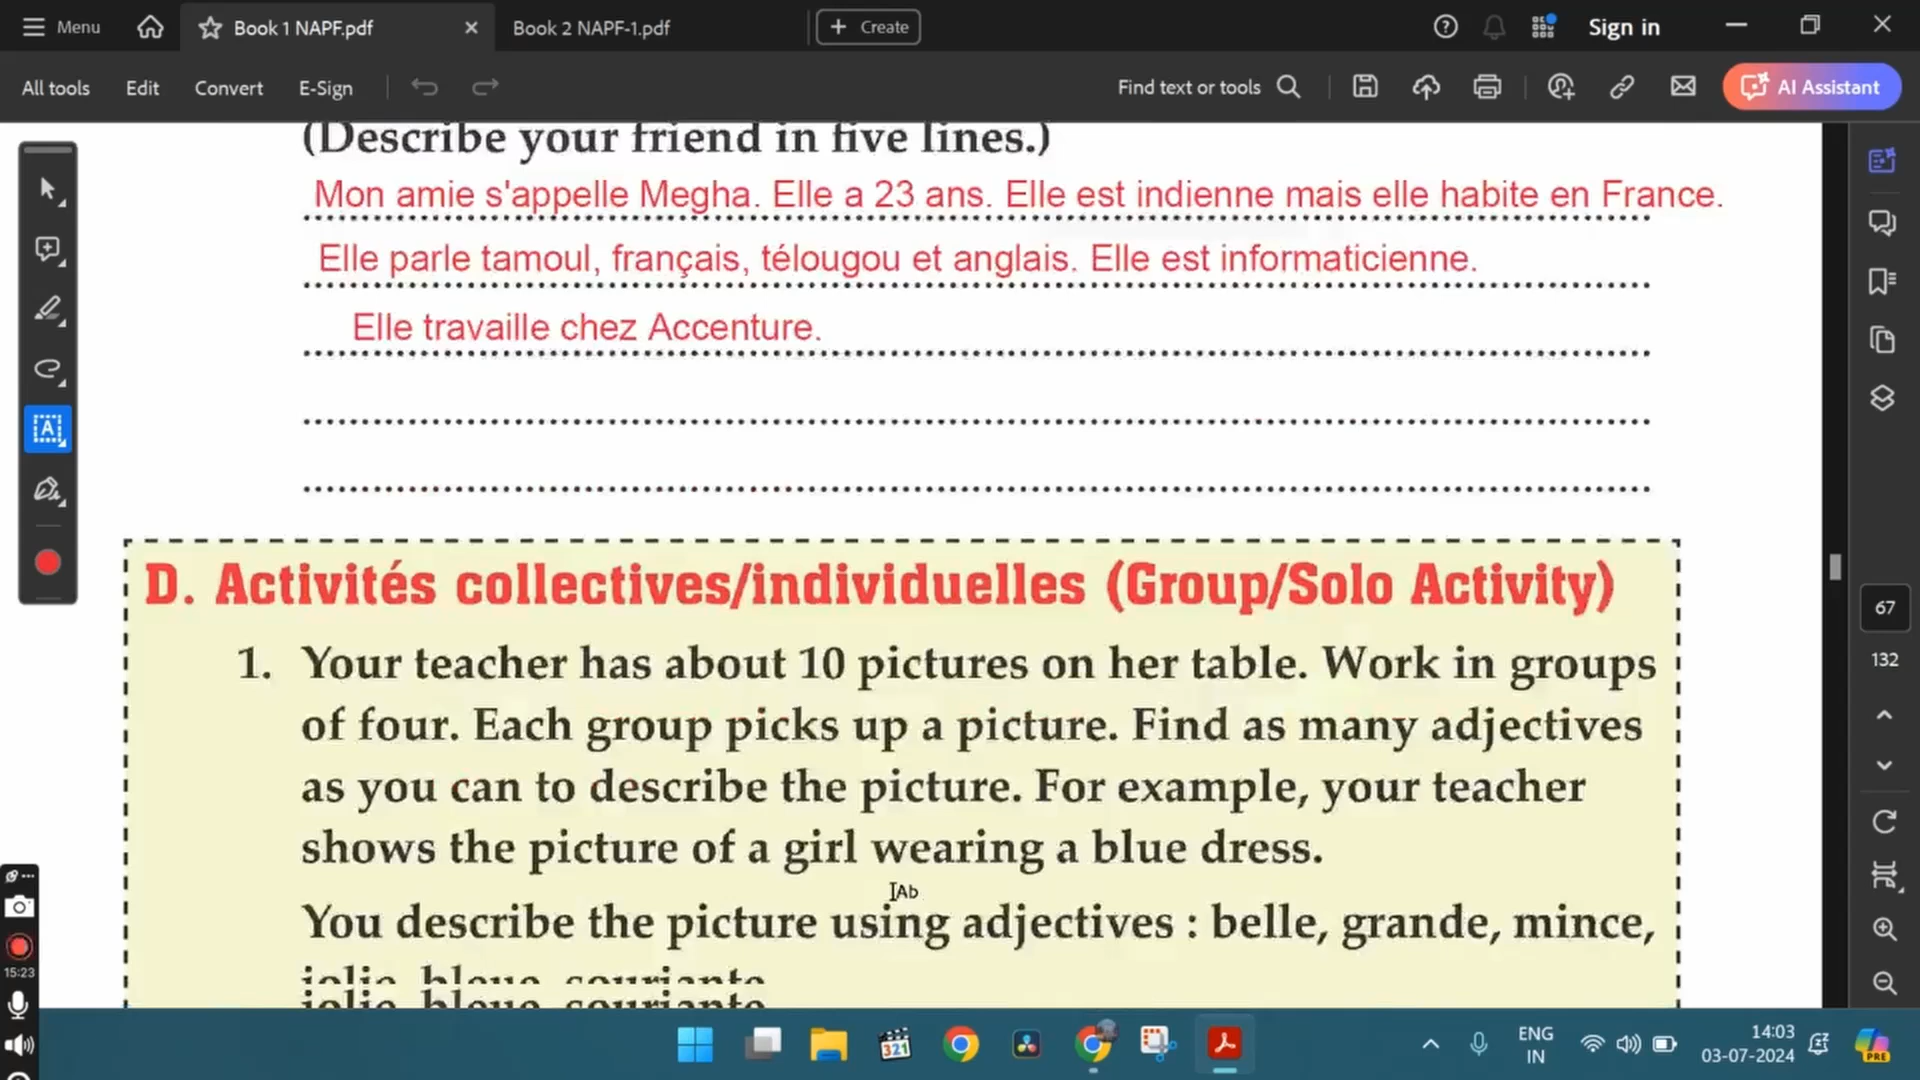 Menu
Book 1 NAPF.pdf
Book 2 NAPF-1.pdf
Create
Sign in
All tools
Edit
Convert
E-Sign
Find text or tools
AI Assistant
(Describe your friend in five lines.)
Mon amie s'appelle Megha. Elle a 23 ans. Elle est indienne mais elle habite en France.
Elle parle tamoul, français, télougou et anglais. Elle est informaticienne.
Elle travaille chez Accenture.
D. Activités collectives/individuelles (Group/Solo Activity)
1. Your teacher has about 10 pictures on her table. Work in groups
of four. Each group picks up a picture. Find as many adjectives
as you can to describe the picture. For example, your teacher
shows the picture of a girl wearing a blue dress.
Ab
You describe the picture using adjectives : belle, grande, mince,
jolie, bleue, souriante
67
132
15:23
321
ENG
IN
14:03
03-07-2024
PRE